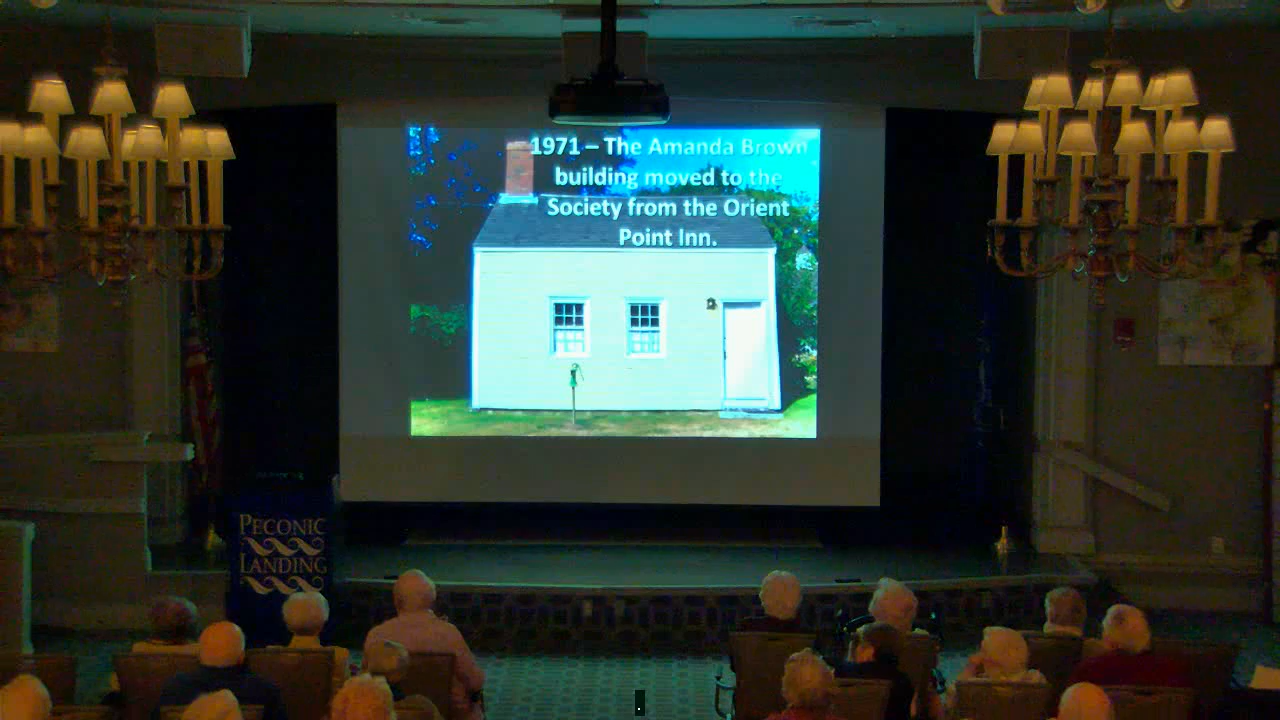 1971 – The Amanda Brown
building moved to the
Society from the Orient
Point Inn.
PECONIC
LANDING
.